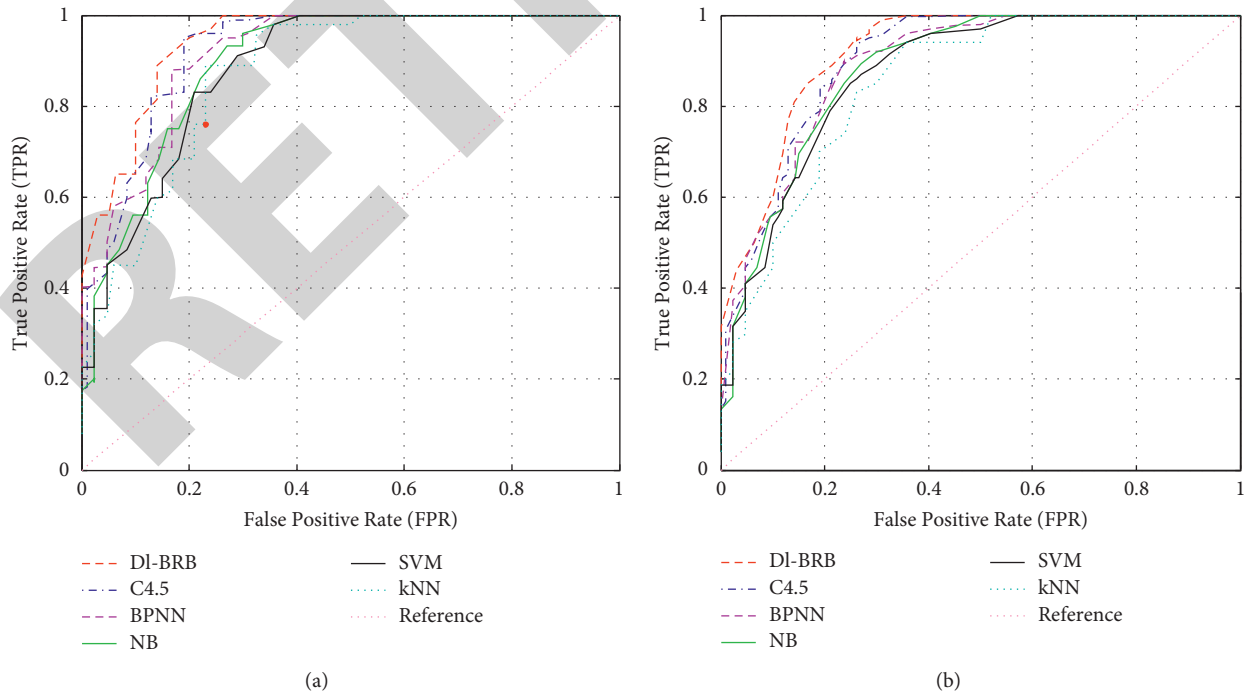 1
0.8
0.6
0.4
0.2
0
True Positive Rate (TPR)
0 0.2 0.4 0.6 0.8 1
False Positive Rate (FPR)
Dl-BRB
C4.5
BPNN
NB
SVM
kNN
Reference
(a)
1
0.8
0.6
0.4
0.2
0
True Positive Rate (TPR)
0 0.2 0.4 0.6 0.8 1
False Positive Rate (FPR)
Dl-BRB
C4.5
BPNN
NB
SVM
kNN
Reference
(b)
RET